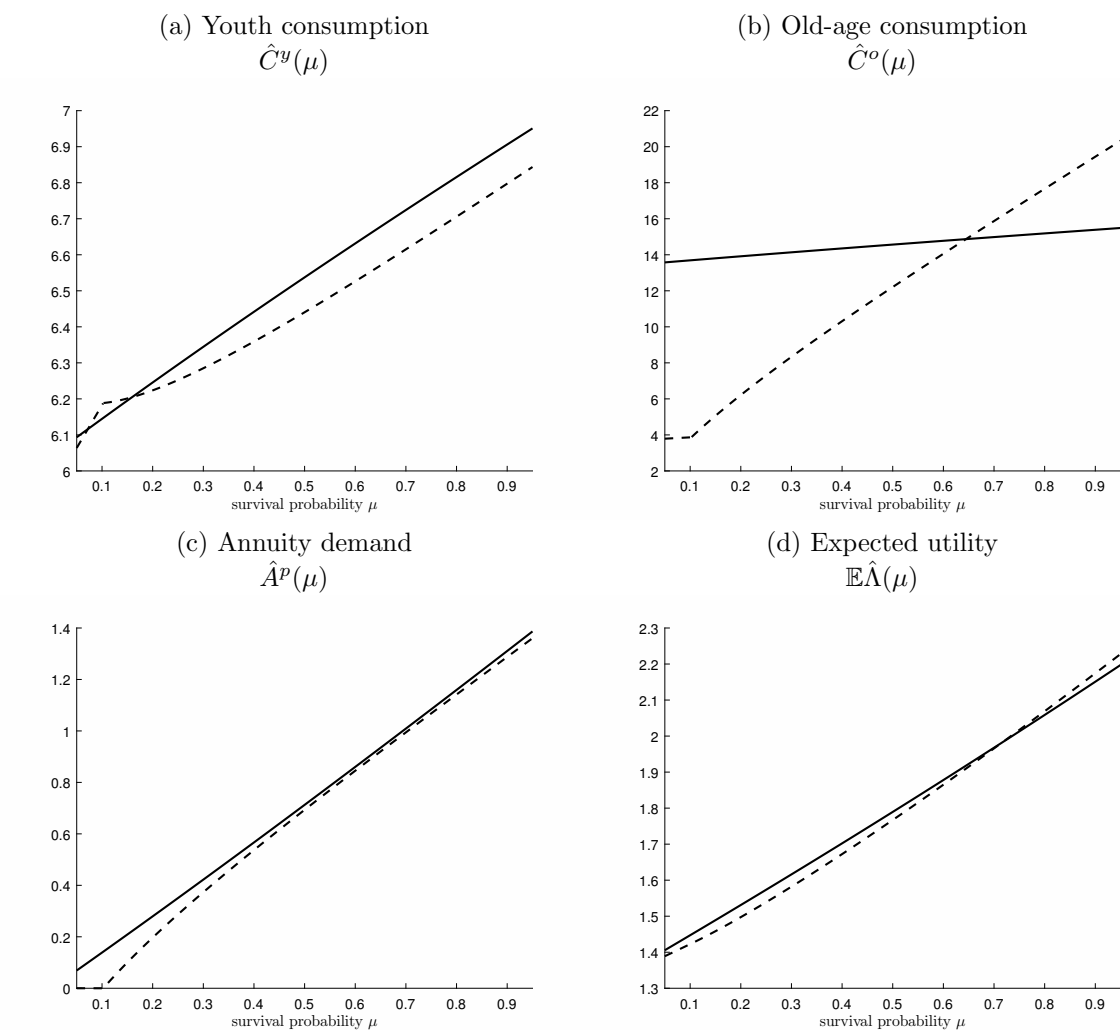 (a) Youth consumption
Ĉʸ(μ)
7
6.9
6.8
6.7
6.6
6.5
6.4
6.3
6.2
6.1
6
0.1 0.2 0.3 0.4 0.5 0.6 0.7 0.8 0.9
survival probability μ
(b) Old-age consumption
Ĉᵒ(μ)
22
20
18
16
14
12
10
8
6
4
2
0.1 0.2 0.3 0.4 0.5 0.6 0.7 0.8 0.9
survival probability μ
(c) Annuity demand
Âᵖ(μ)
1.4
1.2
1
0.8
0.6
0.4
0.2
0
0.1 0.2 0.3 0.4 0.5 0.6 0.7 0.8 0.9
survival probability μ
(d) Expected utility
𝔼Λ̂(μ)
2.3
2.2
2.1
2
1.9
1.8
1.7
1.6
1.5
1.4
1.3
0.1 0.2 0.3 0.4 0.5 0.6 0.7 0.8 0.9
survival probability μ